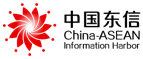 中国东信
China-ASEAN
Information Harbor